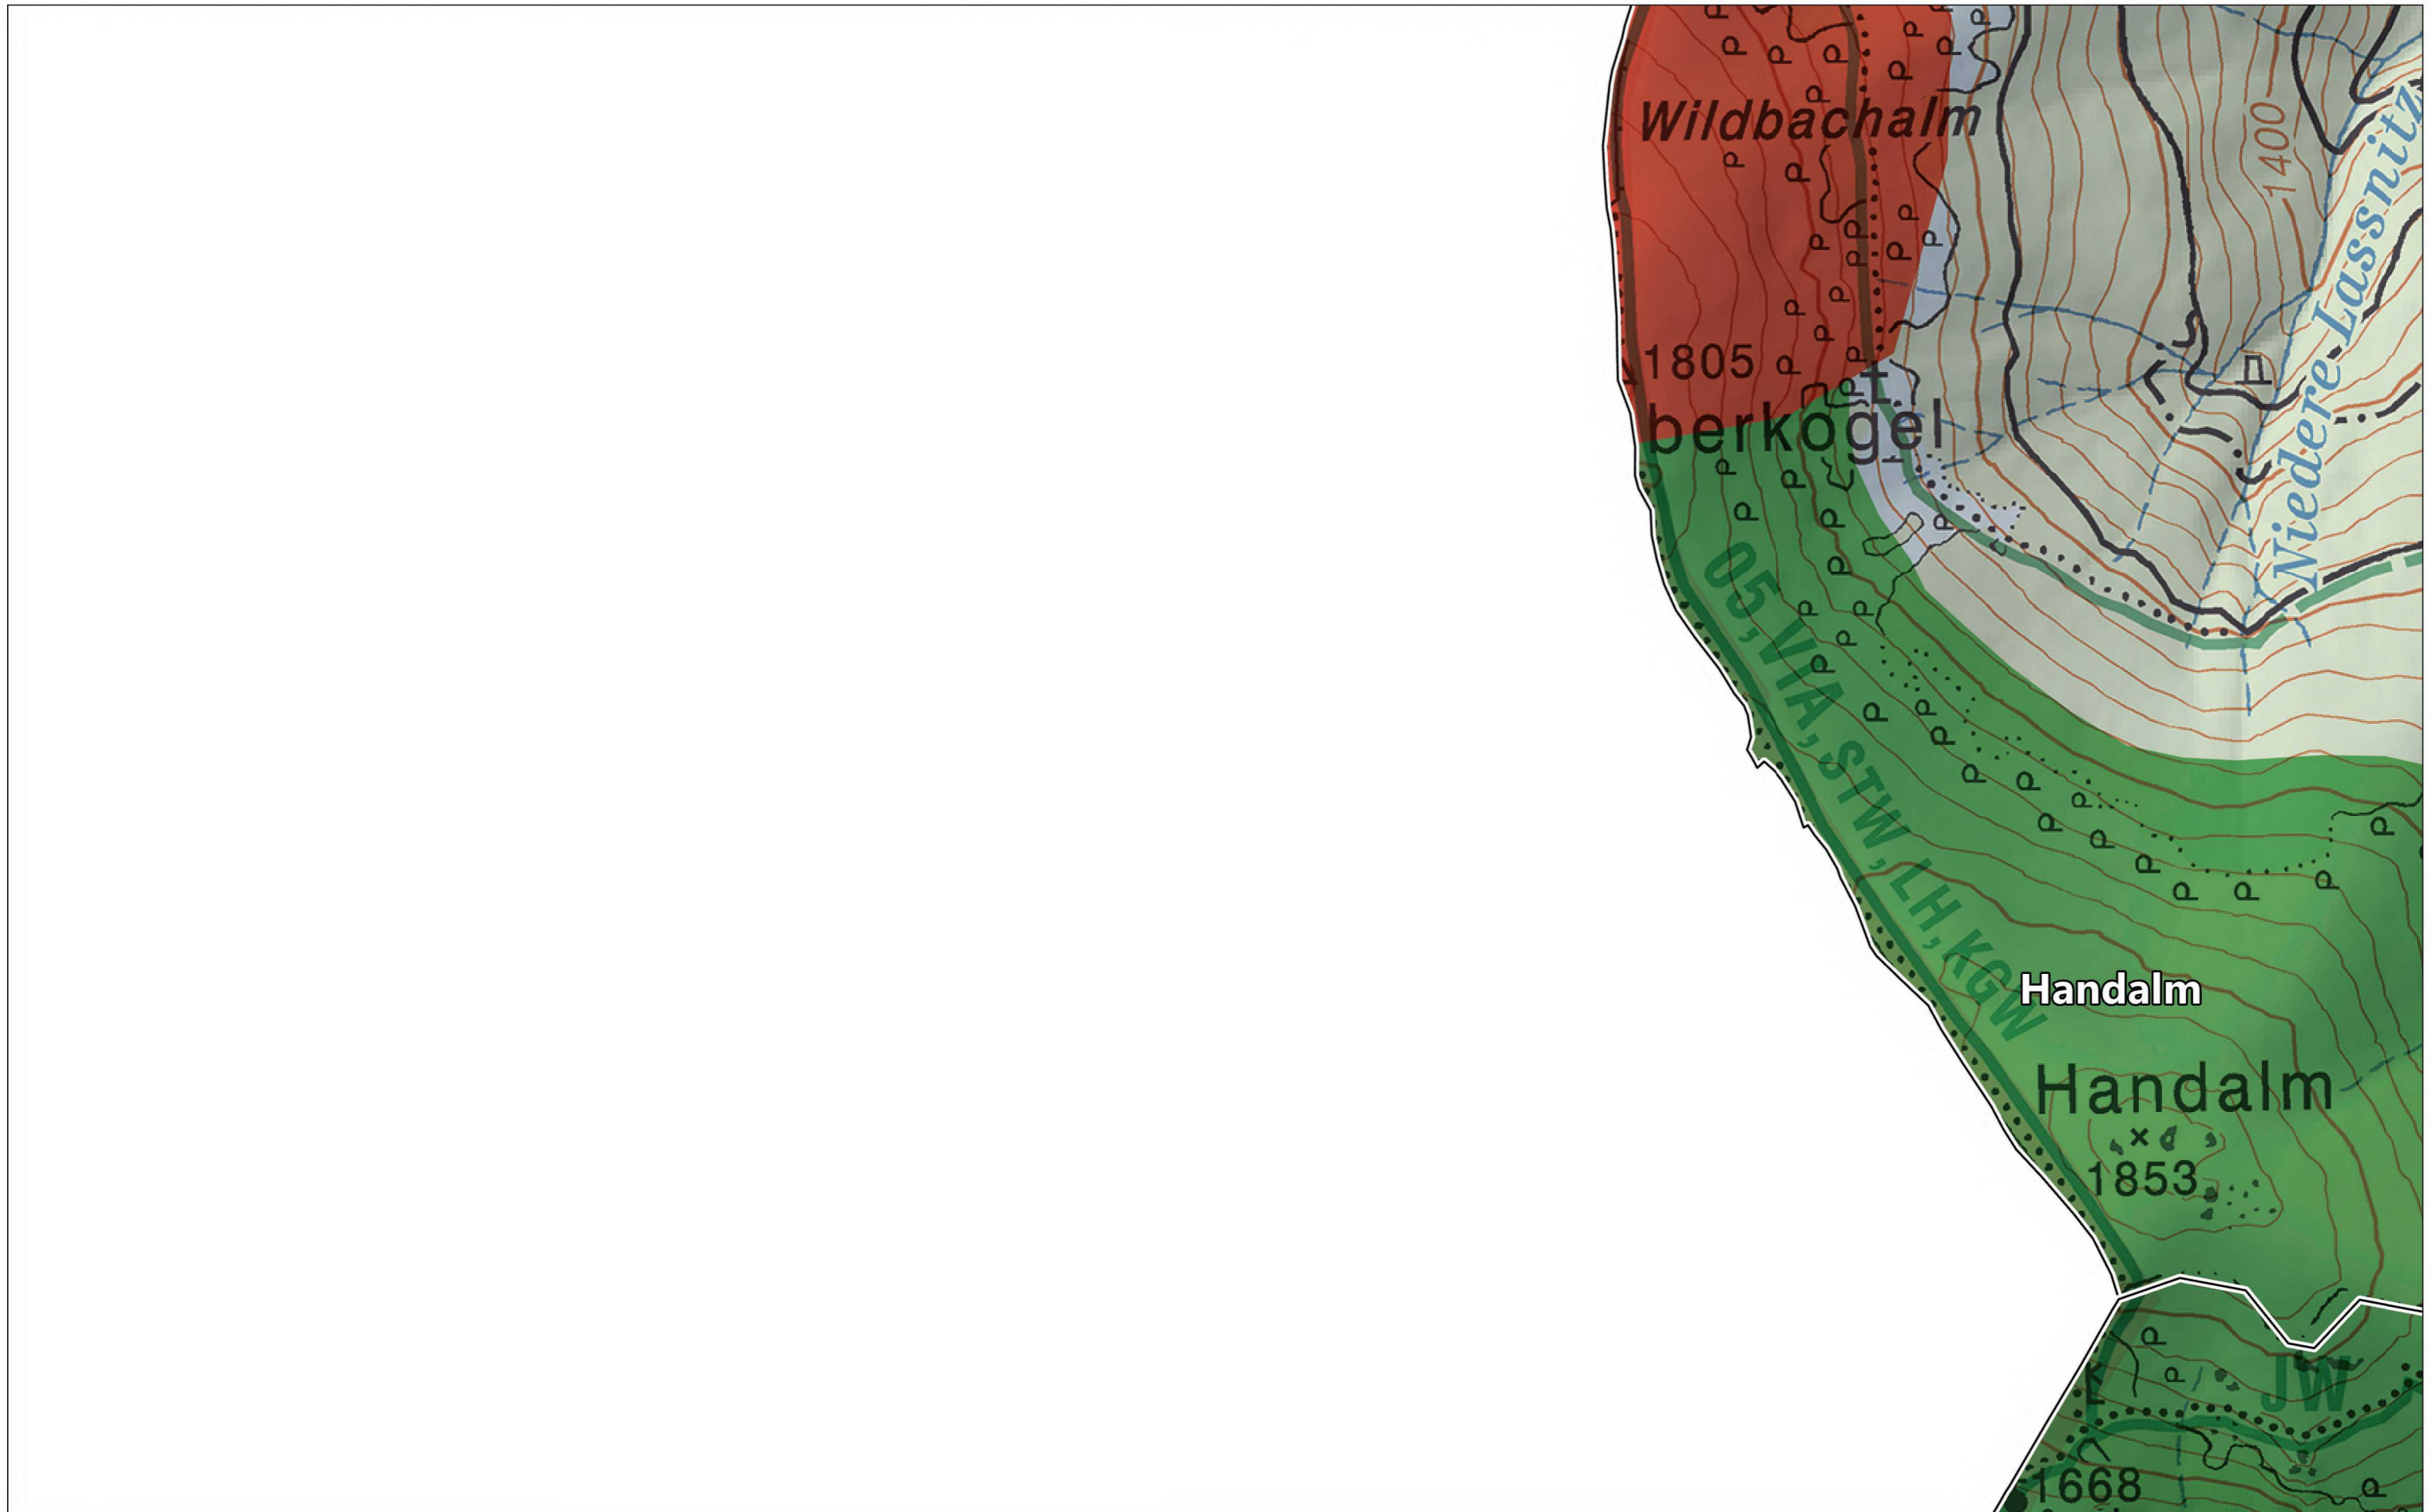 Wildbachalm
1400
Niedere Lassnitz
1805
berkogel
05, VIA, STW, LH, KGW
Handalm
Handalm
1853
JW
1668